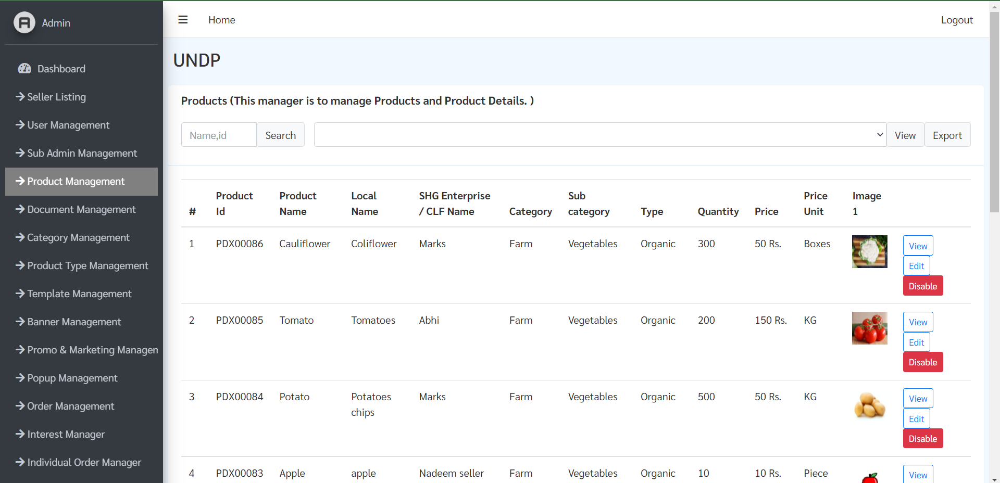 Admin
Dashboard
Seller Listing
User Management
Sub Admin Management
Product Management
Document Management
Category Management
Product Type Management
Template Management
Banner Management
Promo & Marketing Managem
Popup Management
Order Management
Interest Manager
Individual Order Manager
Home
Logout
UNDP
Products (This manager is to manage Products and Product Details. )
Name,id Search View Export
# Product Id Product Name Local Name SHG Enterprise / CLF Name Category Sub category Type Quantity Price Price Unit Image 1
1 PDX00086 Cauliflower Coliflower Marks Farm Vegetables Organic 300 50 Rs. Boxes View
Edit
Disable
2 PDX00085 Tomato Tomatoes Abhi Farm Vegetables Organic 200 150 Rs. KG View
Edit
Disable
3 PDX00084 Potato Potatoes chips Marks Farm Vegetables Organic 500 50 Rs. KG View
Edit
Disable
4 PDX00083 Apple apple Nadeem seller Farm Vegetables Organic 10 10 Rs. Piece View